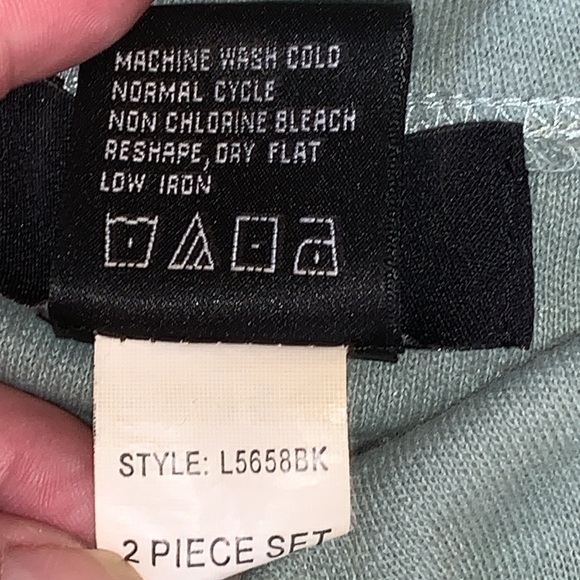 MACHINE WASH COLD
NORMAL CYCLE
NON CHLORINE BLEACH
RESHAPE, DRY FLAT
LOW IRON
STYLE: L5658BK
2 PIECE SET